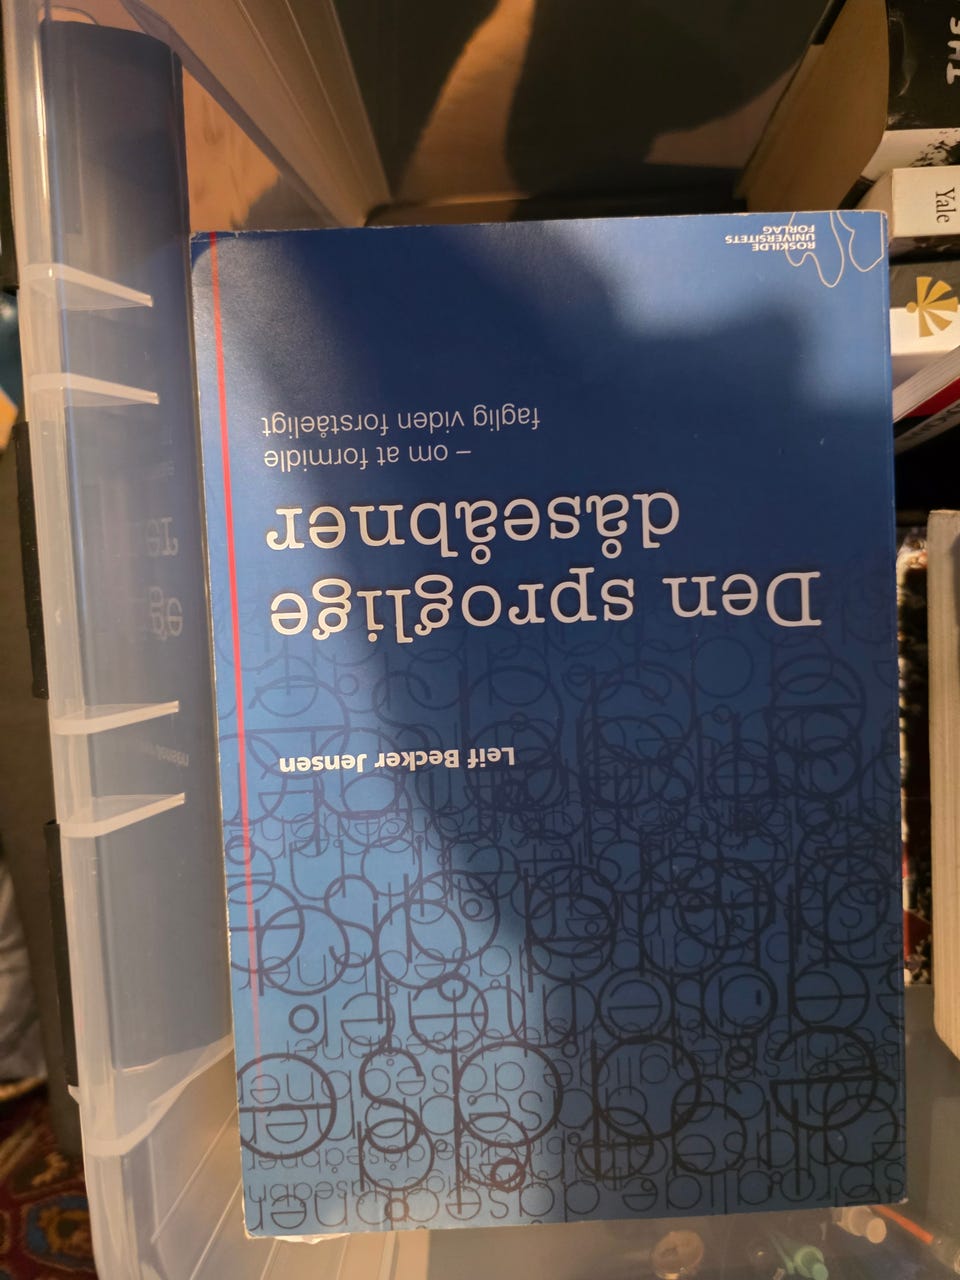 Leif Becker Jensen
Den sproglige
dåseåbner
– om at formidle
faglig viden forståeligt
ROSKILDE
UNIVERSITETS
FORLAG
Yale